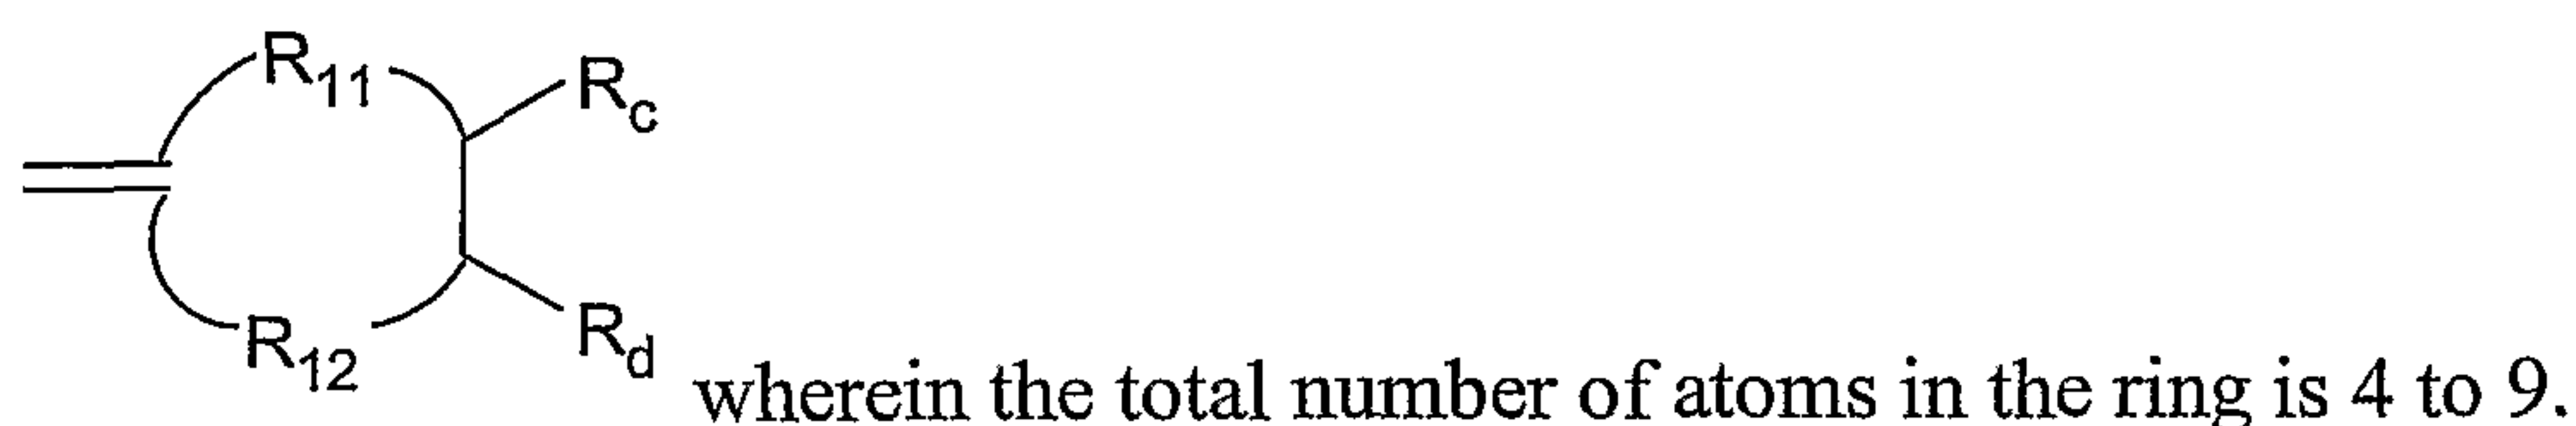 R11
Rc
R12
Rd
wherein the total number of atoms in the ring is 4 to 9.